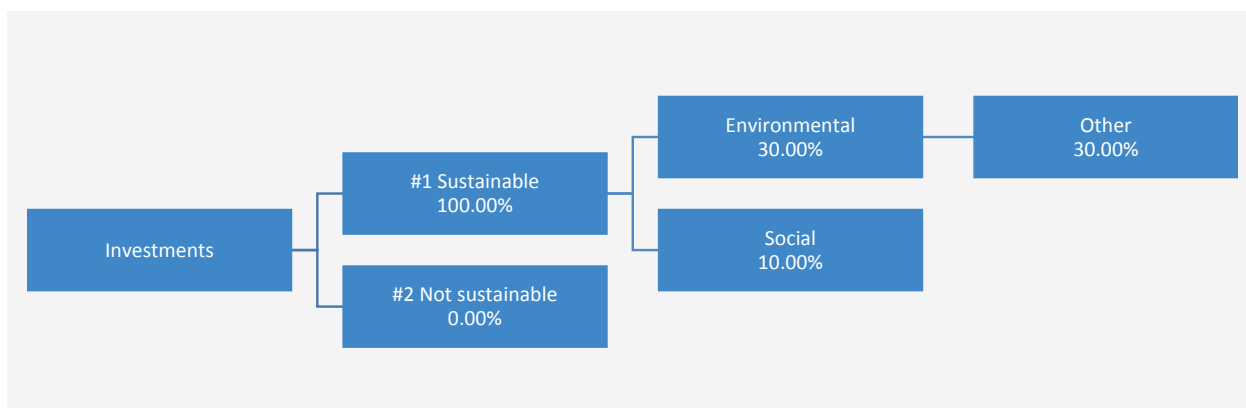 Investments
#1 Sustainable
100.00%
#2 Not sustainable
0.00%
Environmental
30.00%
Social
10.00%
Other
30.00%